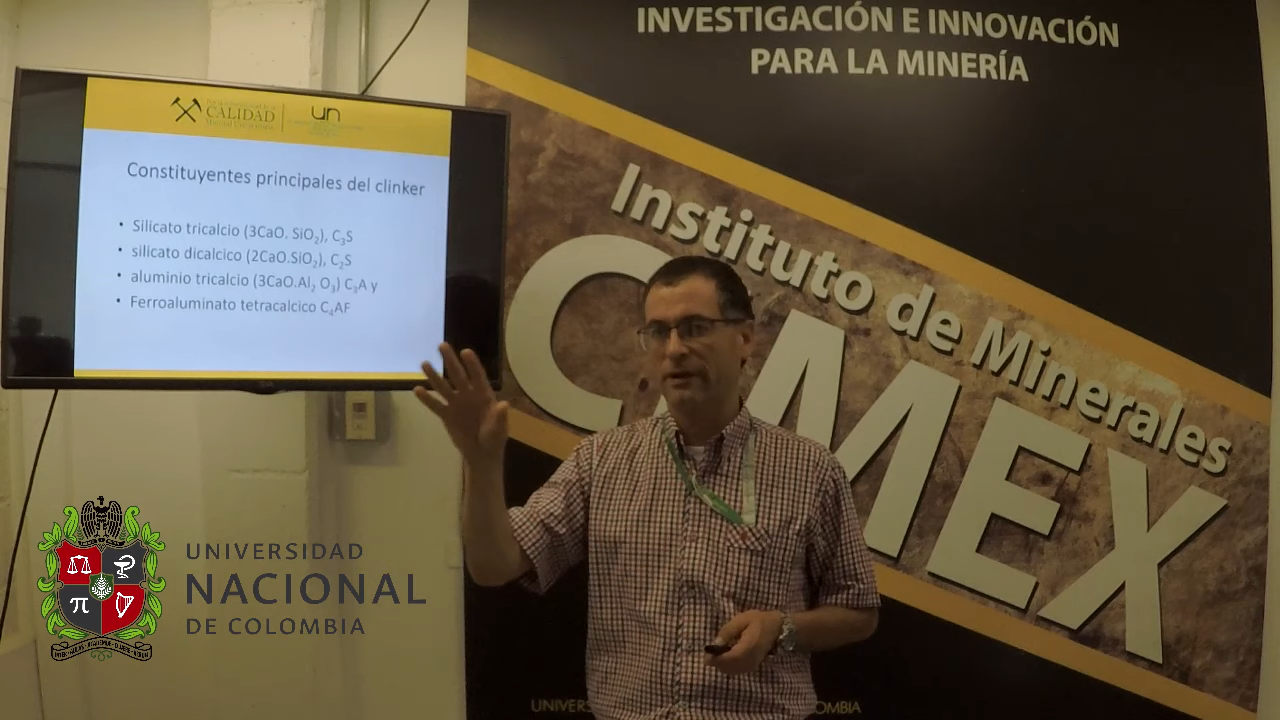 INVESTIGACIÓN E INNOVACIÓN
PARA LA MINERÍA
CALIDAD
un
Constituyentes principales del clinker
• Silicato tricalcio (3CaO. SiO₂), C₃S
• silicato dicalcico (2CaO.SiO₂), C₂S
• aluminio tricalcio (3CaO.Al₂ O₃) C₃A y
• Ferroaluminato tetracalcico C₄AF
Instituto de Minerales
CIMEX
UNIVERSIDAD
NACIONAL
DE COLOMBIA
π